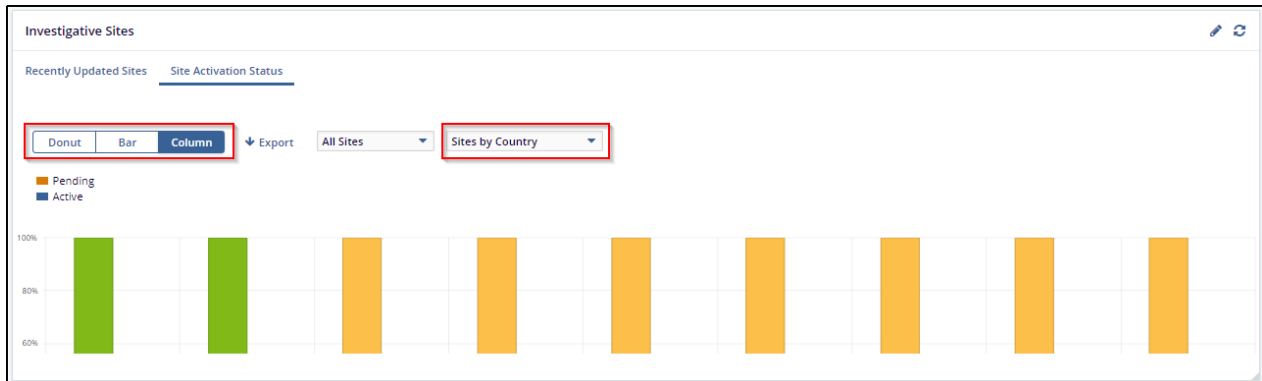 Investigative Sites
Recently Updated Sites Site Activation Status
Donut Bar Column Export All Sites Sites by Country
Pending
Active
100%
80%
60%